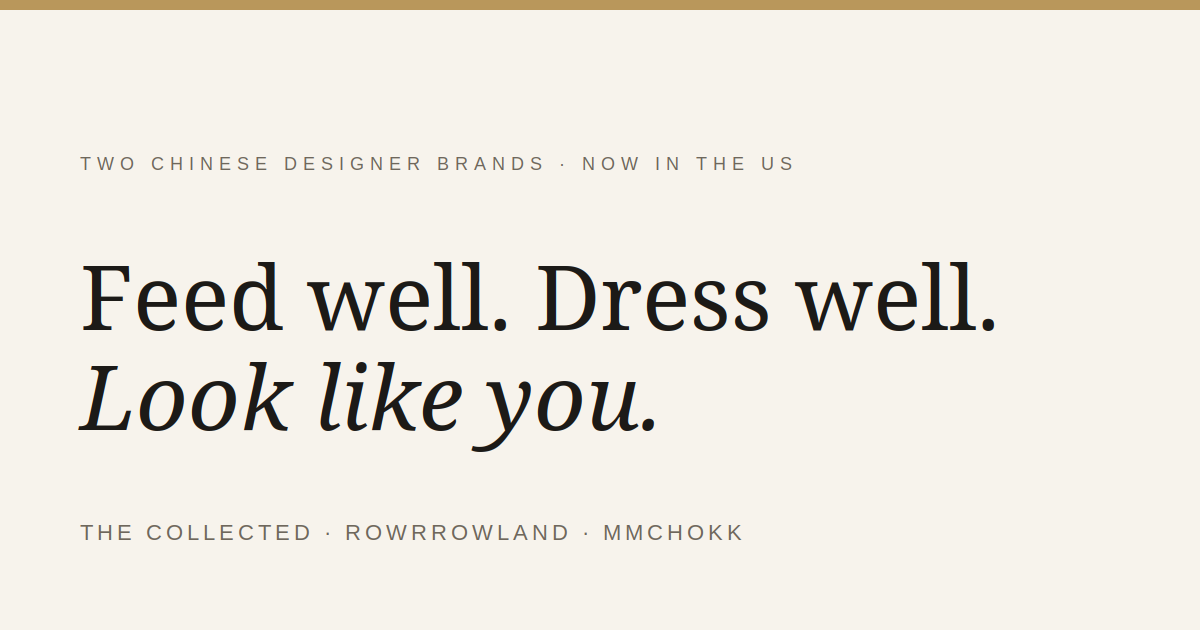 TWO CHINESE DESIGNER BRANDS · NOW IN THE US
Feed well. Dress well.
Look like you.
THE COLLECTED · ROWRROWLAND · MMCHOKK